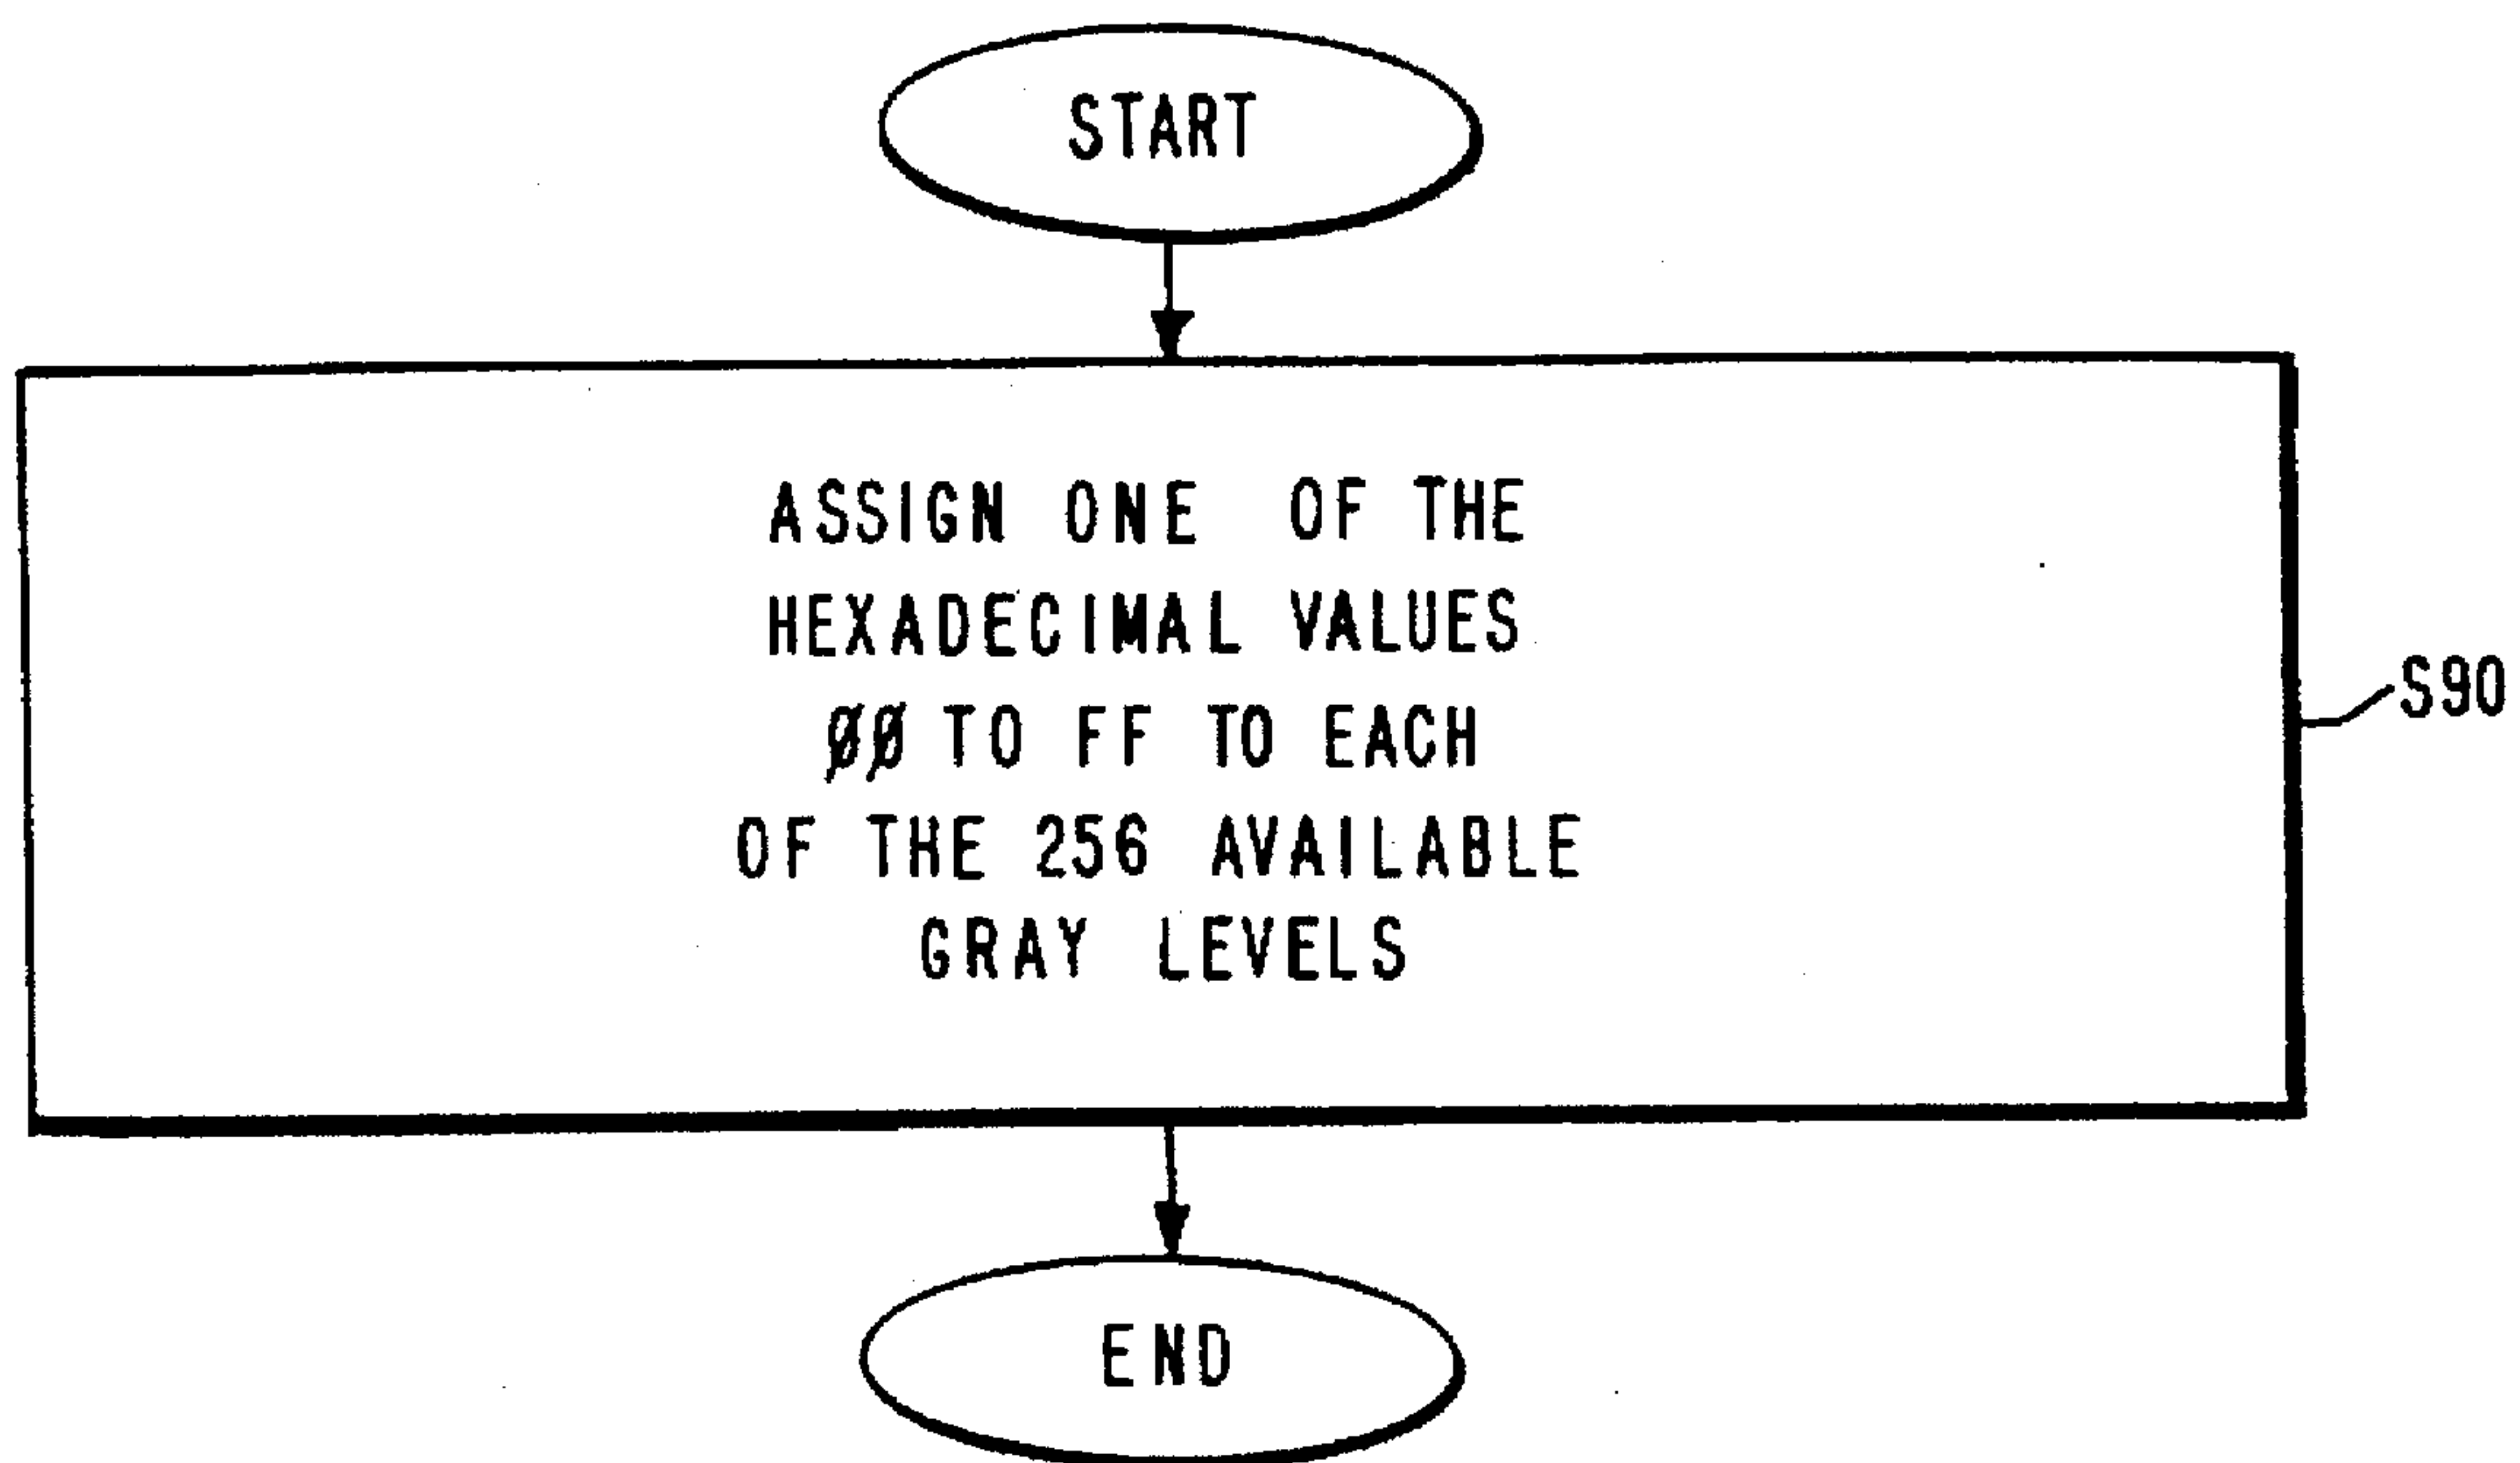 START
ASSIGN ONE OF THE
HEXADECIMAL VALUES
ØØ TO FF TO EACH
OF THE 256 AVAILABLE
GRAY LEVELS
S90
END